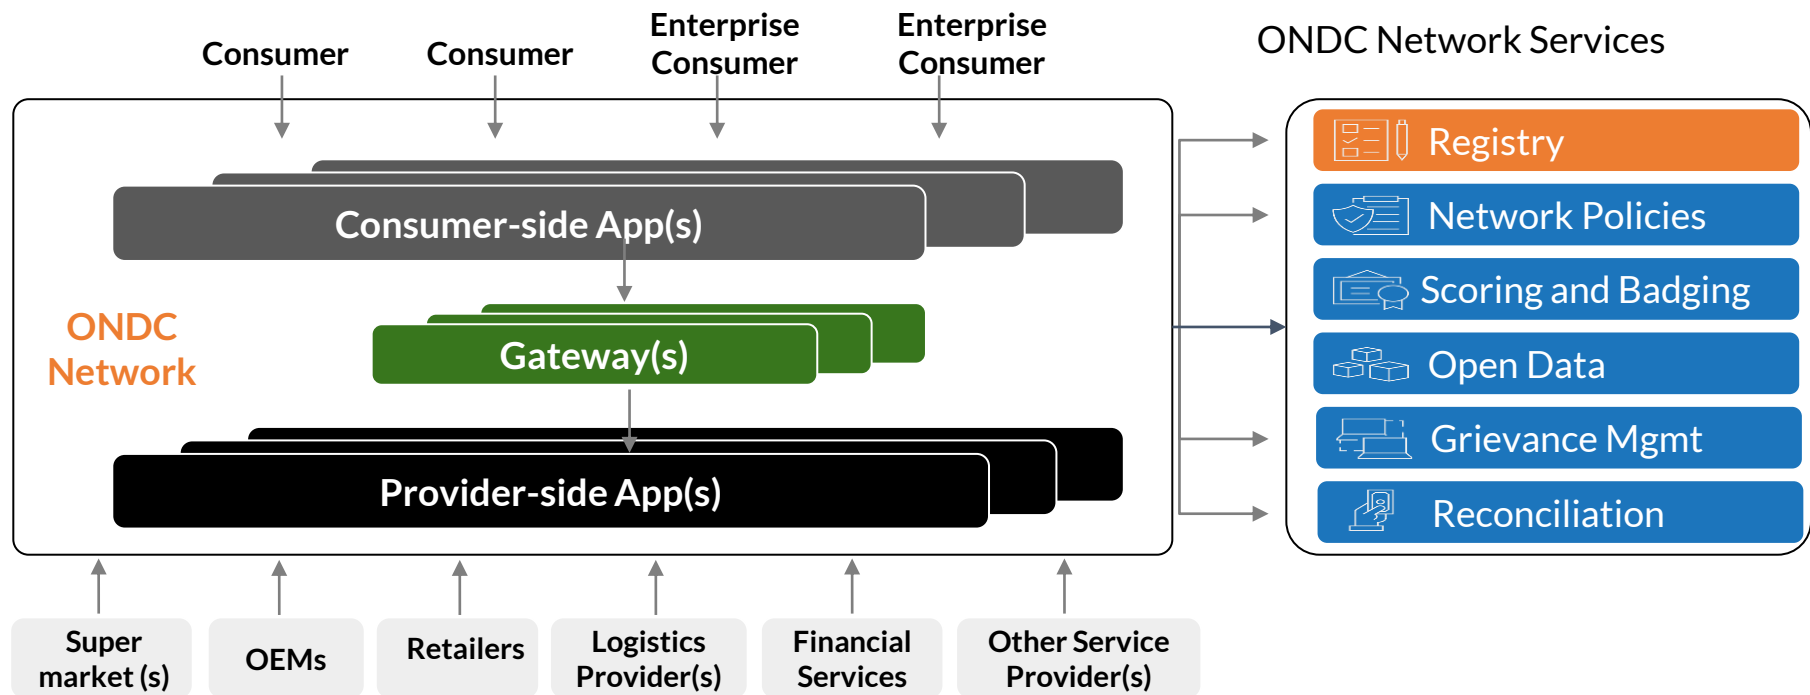 Consumer
Consumer
Enterprise
Consumer
Enterprise
Consumer
ONDC Network Services
Consumer-side App(s)
ONDC
Network
Gateway(s)
Provider-side App(s)
Registry
Network Policies
Scoring and Badging
Open Data
Grievance Mgmt
Reconciliation
Super
market (s)
OEMs
Retailers
Logistics
Provider(s)
Financial
Services
Other Service
Provider(s)